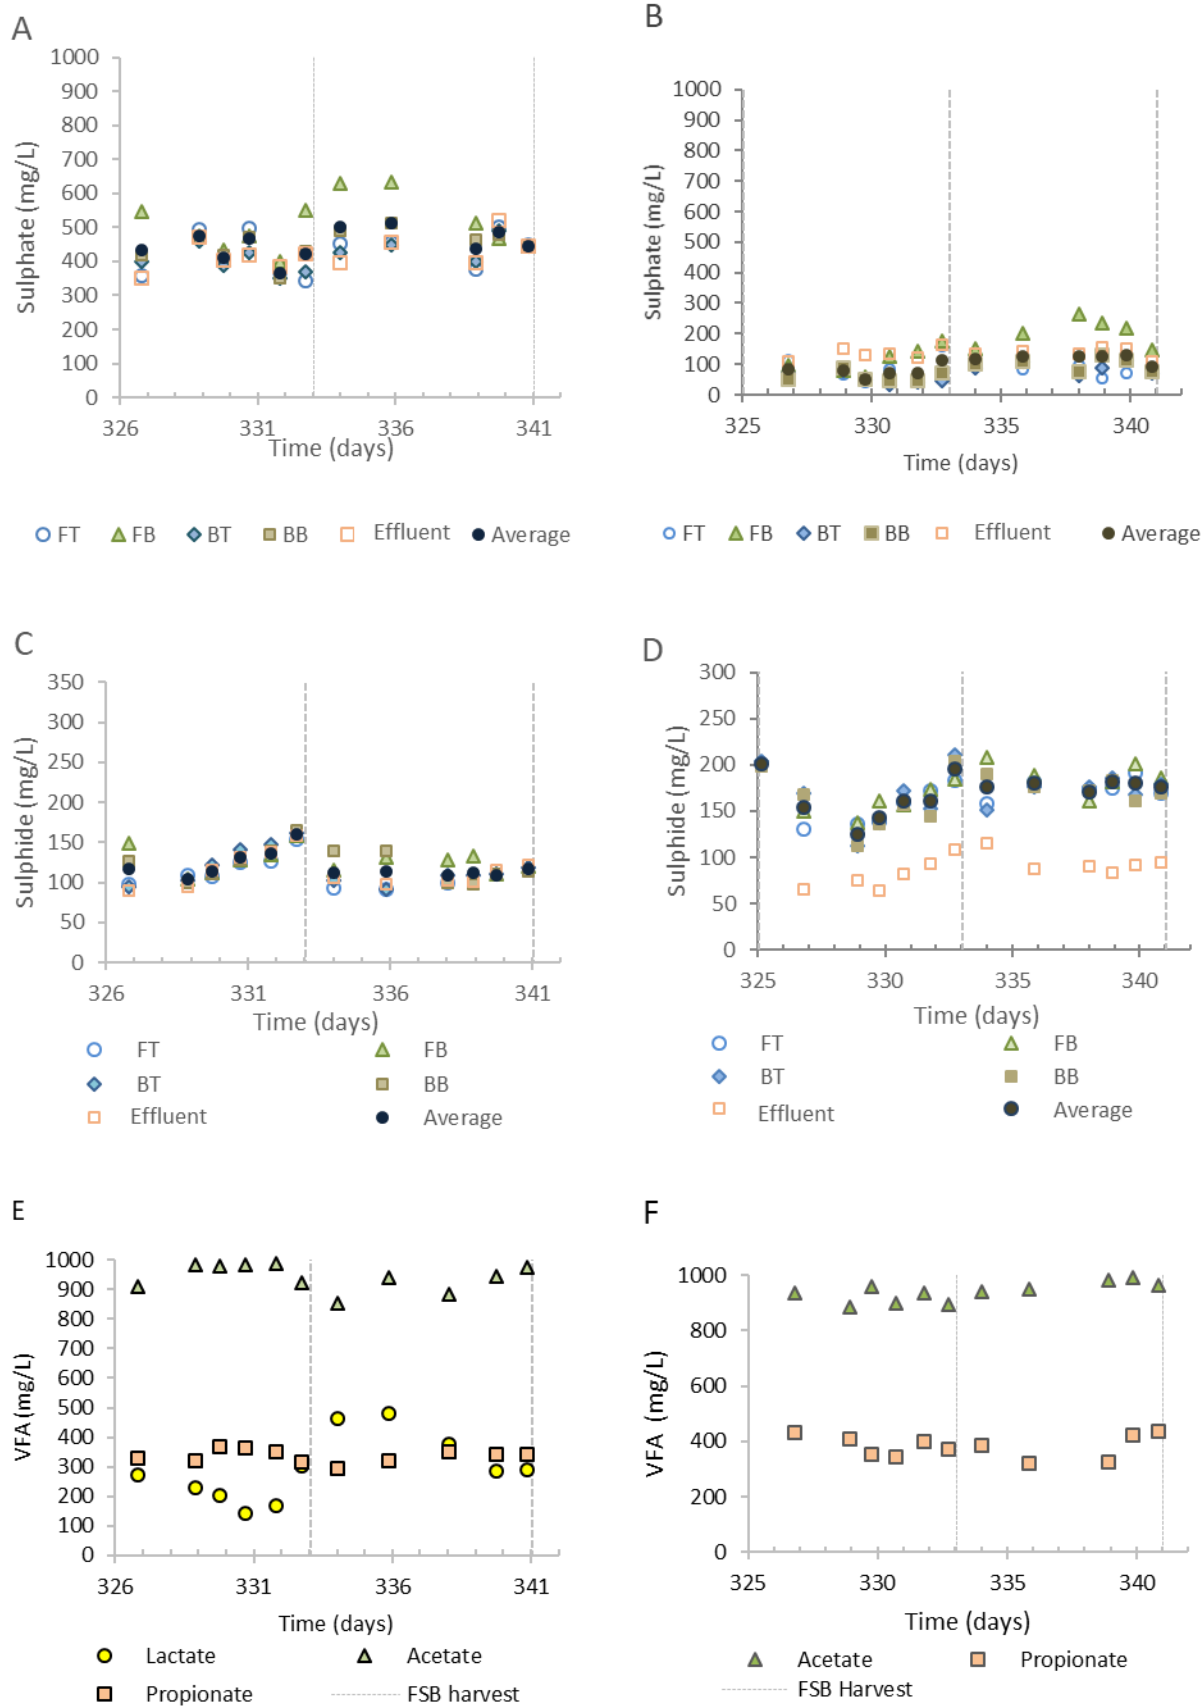 A
Sulphate (mg/L)
1000
900
800
700
600
500
400
300
200
100
0
326 331 336 341
Time (days)
FT FB BT BB Effluent Average
B
Sulphate (mg/L)
1000
900
800
700
600
500
400
300
200
100
0
325 330 335 340
Time (days)
FT FB BT BB Effluent Average
C
Sulphide (mg/L)
350
300
250
200
150
100
50
0
326 331 336 341
Time (days)
FT FB
BT BB
Effluent Average
D
Sulphide (mg/L)
300
250
200
150
100
50
0
325 330 335 340
Time (days)
FT FB
BT BB
Effluent Average
E
VFA (mg/L)
1000
900
800
700
600
500
400
300
200
100
0
326 331 336 341
Time (days)
Lactate Acetate
Propionate FSB harvest
F
VFA (mg/L)
1000
800
600
400
200
0
325 330 335 340
Time (days)
Acetate Propionate
FSB Harvest